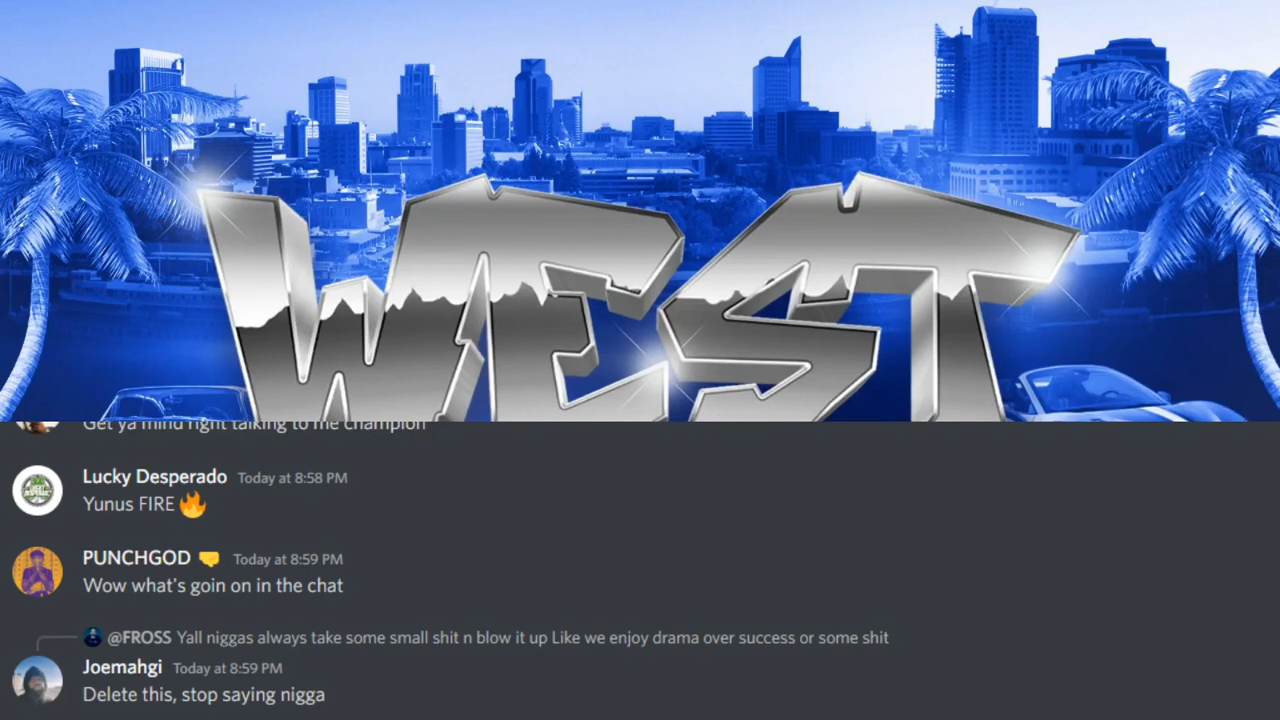 WEST
Get ya mind right talking to me champion
Lucky Desperado Today at 8:58 PM
Yunus FIRE 🔥
PUNCHGOD 🤜 Today at 8:59 PM
Wow what's goin on in the chat
@FROSS Yall niggas always take some small shit n blow it up Like we enjoy drama over success or some shit
Joemahgi Today at 8:59 PM
Delete this, stop saying nigga